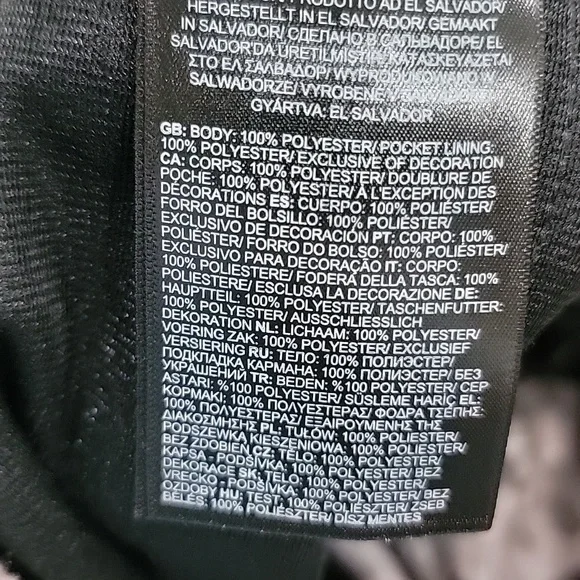 PRODOTTO AD EL SALVADOR/
HERGESTELLT IN EL SALVADOR/ GEMAAKT
IN SALVADOR/ СДЕЛАНО В САЛЬВАДОРЕ/ EL
SALVADOR'DA ÜRETILMIŞTIR/ ΚΑΤΑΣΚΕΥΑΖΕΤΑΙ
ΣΤΟ ΕΛ ΣΑΛΒΑΔΟΡ/ WYPRODUKOWANO W
SALWADORZE/ VYROBENÉ
GYÁRTVA: EL SALVADOR
GB: BODY: 100% POLYESTER/ POCKET LINING:
100% POLYESTER/ EXCLUSIVE OF DECORATION
CA: CORPS: 100% POLYESTER/ DOUBLURE DE
POCHE: 100% POLYESTER/ À L'EXCEPTION DES
DÉCORATIONS ES: CUERPO: 100% POLIÉSTER/
FORRO DEL BOLSILLO: 100% POLIÉSTER/
EXCLUSIVO DE DECORACIÓN PT: CORPO: 100%
POLIÉSTER/ FORRO DO BOLSO: 100% POLIÉSTER/
EXCLUSIVO PARA DECORAÇÃO IT: CORPO:
100% POLIESTERE/ FODERA DELLA TASCA: 100%
POLIESTERE/ ESCLUSA LA DECORAZIONE DE:
HAUPTTEIL: 100% POLYESTER/ TASCHENFUTTER:
100% POLYESTER/ AUSSCHLIESSLICH
DEKORATION NL: LICHAAM: 100% POLYESTER/
VOERING ZAK: 100% POLYESTER/ EXCLUSIEF
VERSIERING RU: ТЕЛО: 100% ПОЛИЭСТЕР/
ПОДКЛАДКА КАРМАНА: 100% ПОЛИЭСТЕР/ БЕЗ
УКРАШЕНИЙ TR: BEDEN: %100 POLYESTER/ CEP
ASTARI: %100 POLYESTER/ SÜSLEME HARİÇ EL:
ΚΟΡΜΑΚΙ: 100% ΠΟΛΥΕΣΤΕΡΑΣ/ ΦΟΔΡΑ ΤΣΕΠΗΣ:
100% ΠΟΛΥΕΣΤΕΡΑΣ/ ΕΞΑΙΡΟΥΜΕΝΗΣ ΤΗΣ
ΔΙΑΚΟΣΜΗΣΗΣ PL: TUŁÓW: 100% POLIESTER/
PODSZEWKA KIESZENIOWA: 100% POLIESTER/
BEZ ZDOBIEŃ CZ: TĚLO: 100% POLIESTER/
KAPSA - PODŠÍVKA: 100% POLYESTER/ BEZ
DEKORACE SK: TELO: 100% POLYESTER/
VRECKO - PODŠÍVKA: 100% POLYESTER/ BEZ
OZDOBY HU: TEST: 100% POLIÉSZTER/ ZSEB
BÉLÉS: 100% POLIÉSZTER/ DÍSZ MENTES